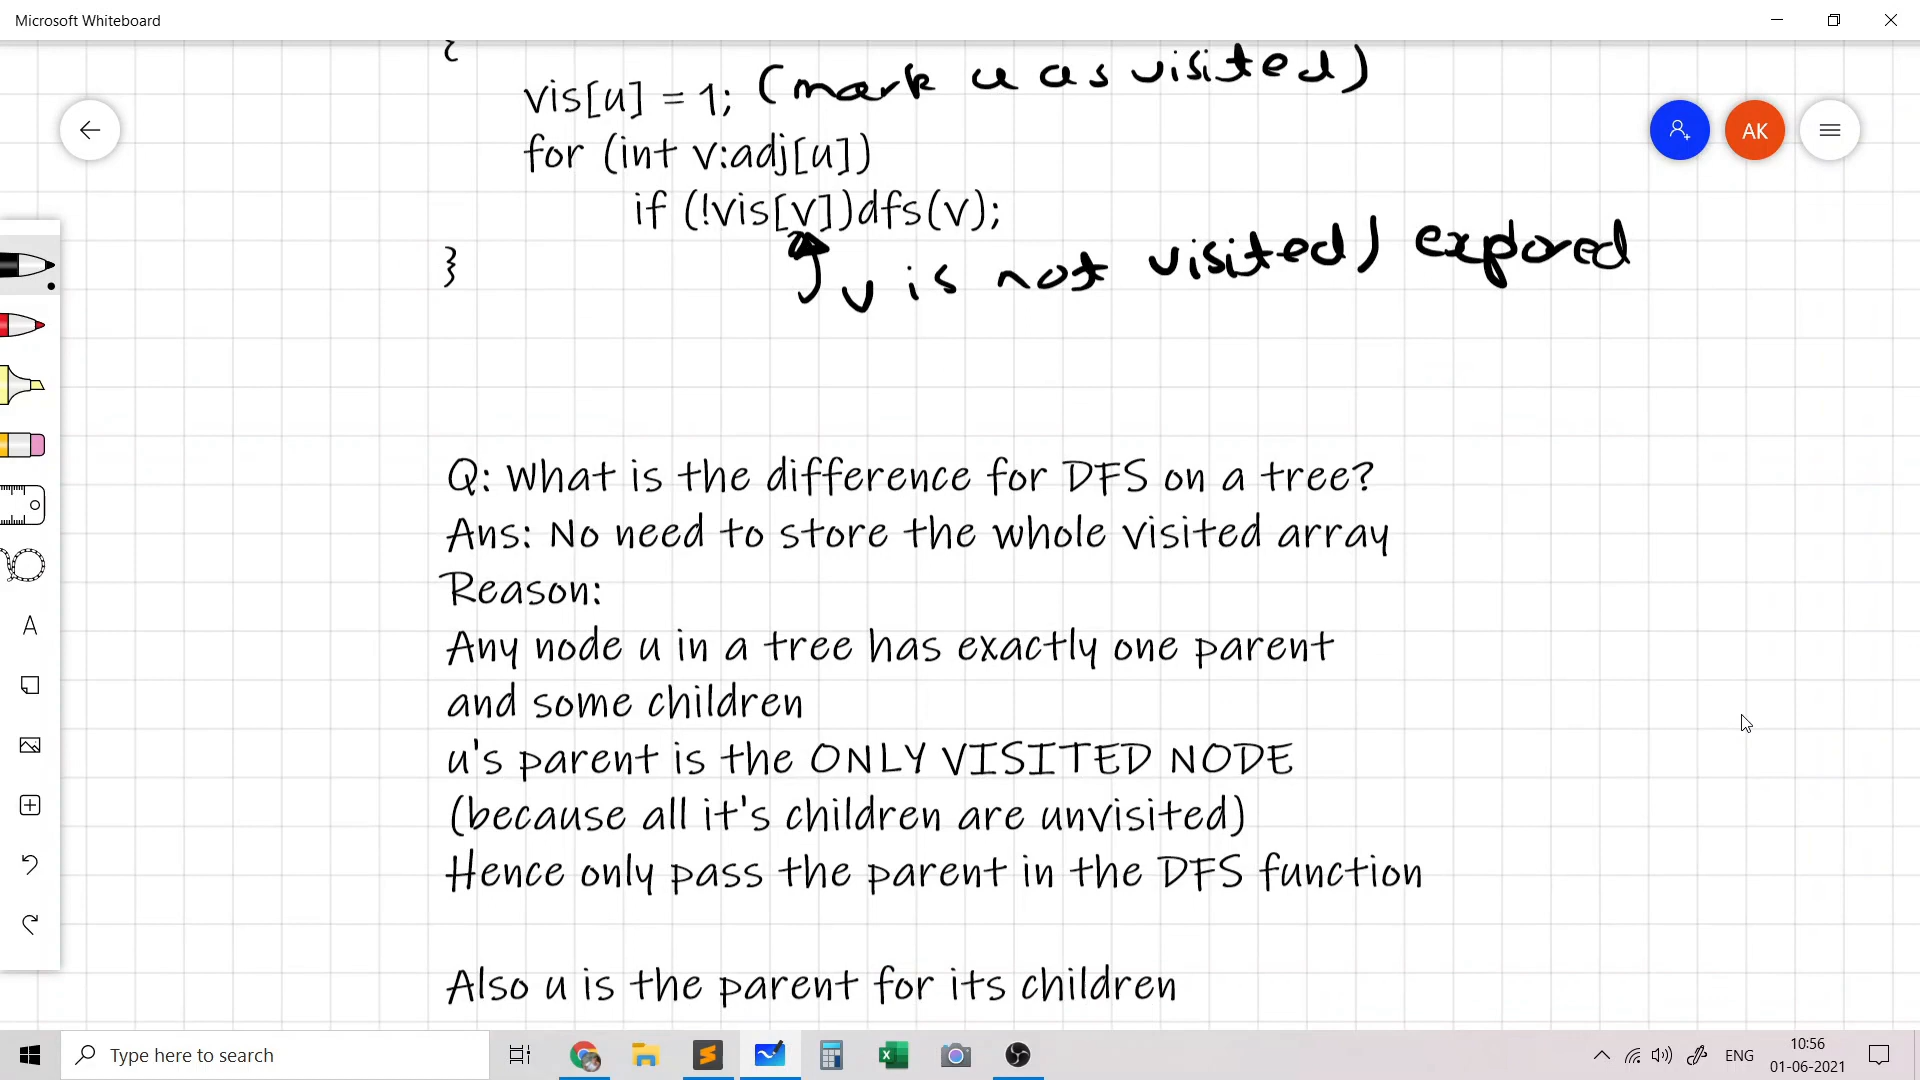 Microsoft Whiteboard
{
vis[u] = 1; (mark u as visited)
for (int v:adj[u])
if (!vis[v])dfs(v);
v is not visited) expored
}
AK
Q: What is the difference for DFS on a tree?
Ans: No need to store the whole visited array
Reason:
Any node u in a tree has exactly one parent
and some children
u's parent is the ONLY VISITED NODE
(because all it's children are unvisited)
Hence only pass the parent in the DFS function
Also u is the parent for its children
Type here to search
ENG
10:56
01-06-2021